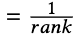 = 1/rank